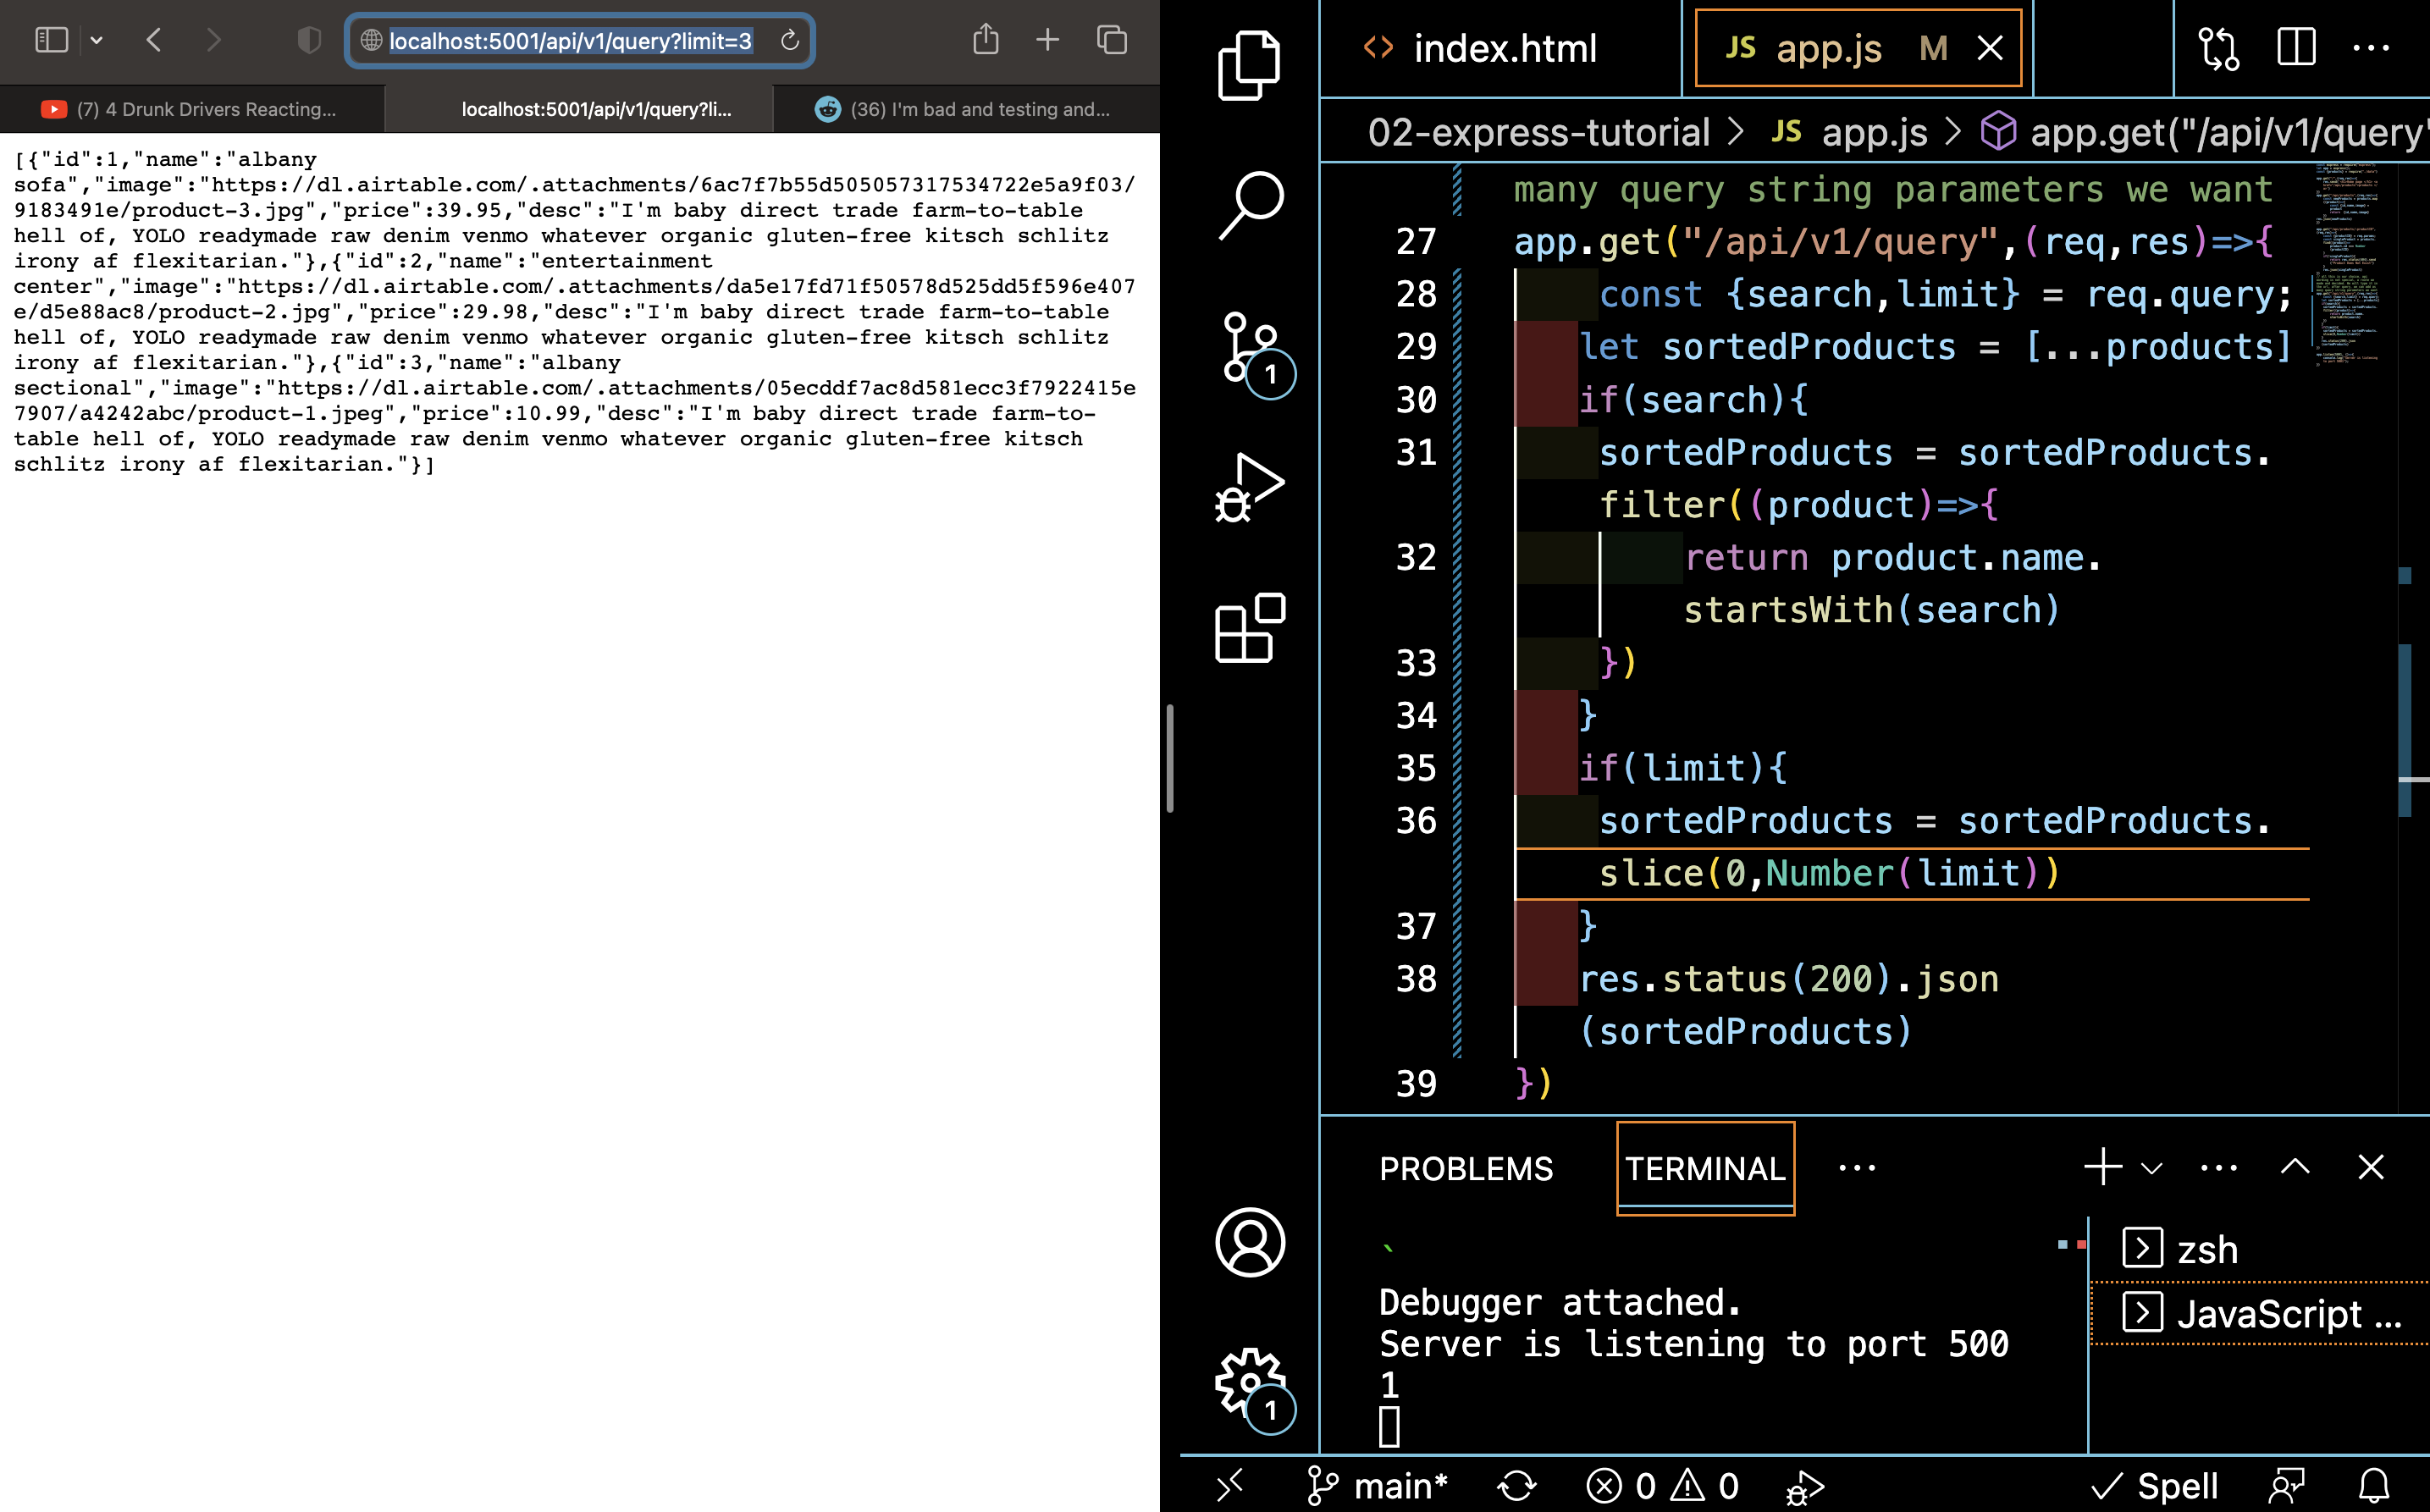 localhost:5001/api/v1/query?limit=3
(7) 4 Drunk Drivers Reacting...
localhost:5001/api/v1/query?li...
(36) I'm bad and testing and...
[{"id":1,"name":"albany
sofa","image":"https://dl.airtable.com/.attachments/6ac7f7b55d505057317534722e5a9f03/
9183491e/product-3.jpg","price":39.95,"desc":"I'm baby direct trade farm-to-table
hell of, YOLO readymade raw denim venmo whatever organic gluten-free kitsch schlitz
irony af flexitarian."},{"id":2,"name":"entertainment
center","image":"https://dl.airtable.com/.attachments/da5e17fd71f50578d525dd5f596e407
e/d5e88ac8/product-2.jpg","price":29.98,"desc":"I'm baby direct trade farm-to-table
hell of, YOLO readymade raw denim venmo whatever organic gluten-free kitsch schlitz
irony af flexitarian."},{"id":3,"name":"albany
sectional","image":"https://dl.airtable.com/.attachments/05ecddf7ac8d581ecc3f7922415e
7907/a4242abc/product-1.jpeg","price":10.99,"desc":"I'm baby direct trade farm-to-
table hell of, YOLO readymade raw denim venmo whatever organic gluten-free kitsch
schlitz irony af flexitarian."}]
<> index.html
JS app.js M
02-express-tutorial > JS app.js > app.get("/api/v1/query"
many query string parameters we want
27 app.get("/api/v1/query",(req,res)=>{
28 const {search,limit} = req.query;
29 let sortedProducts = [...products]
30 if(search){
31 sortedProducts = sortedProducts.
filter((product)=>{
32 return product.name.
startsWith(search)
33 })
34 }
35 if(limit){
36 sortedProducts = sortedProducts.
slice(0,Number(limit))
37 }
38 res.status(200).json
(sortedProducts)
39 })
1
1
PROBLEMS TERMINAL ...
`
Debugger attached.
Server is listening to port 500
1
zsh
JavaScript ...
main* 0 0 Spell